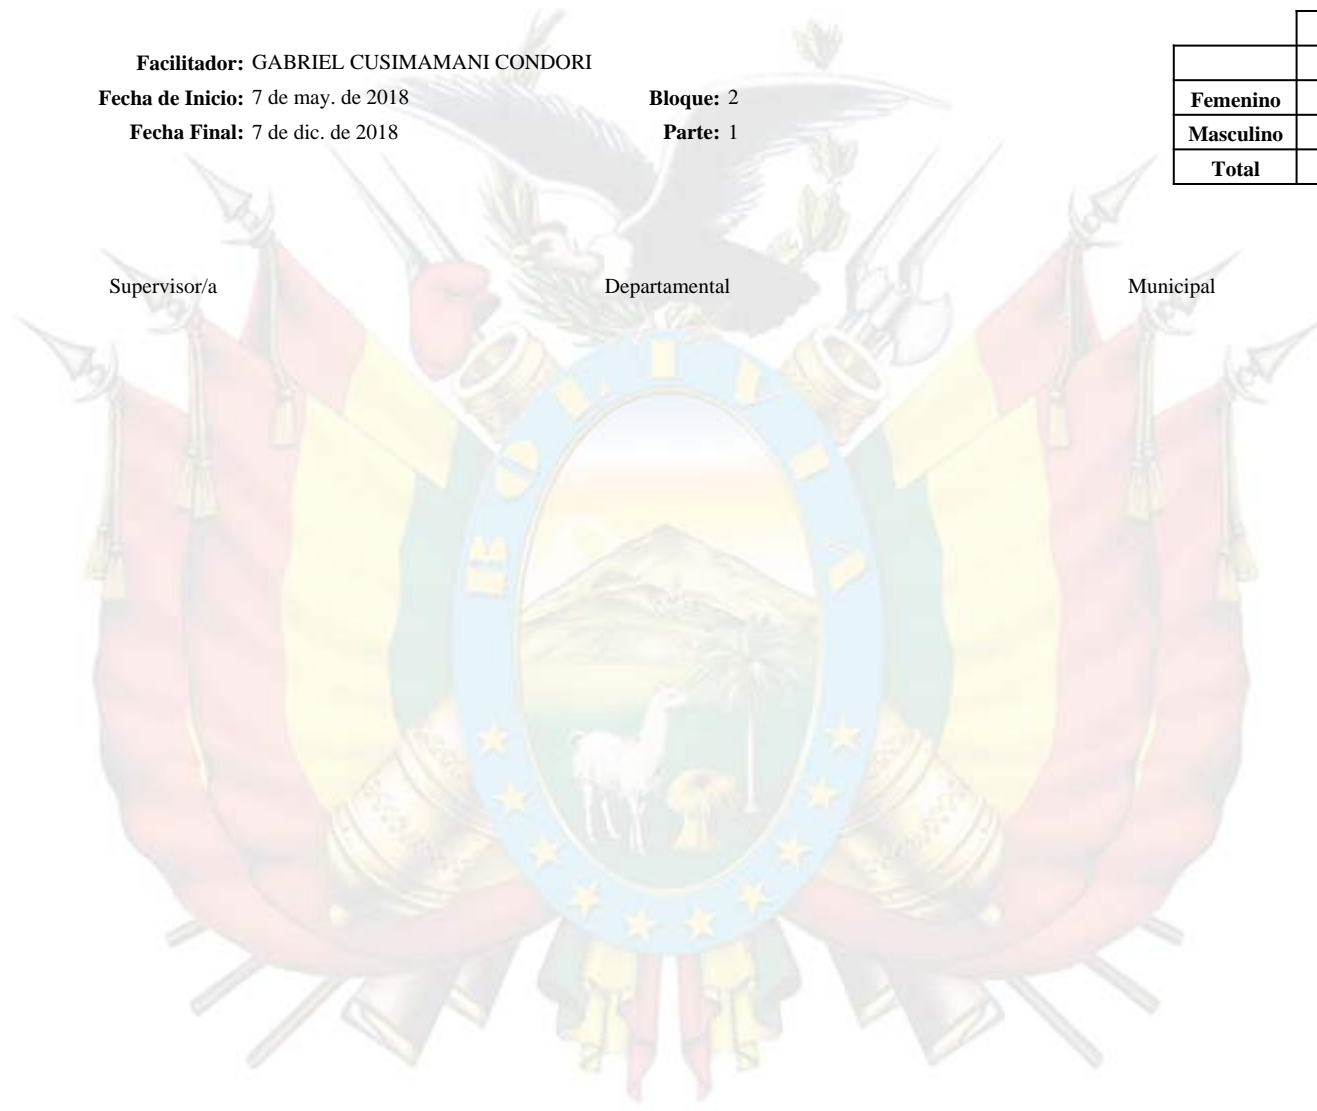 Facilitador: GABRIEL CUSIMAMANI CONDORI
Fecha de Inicio: 7 de may. de 2018 Bloque: 2
Fecha Final: 7 de dic. de 2018 Parte: 1
Femenino
Masculino
Total
Supervisor/a Departamental Municipal
BOLIVIA